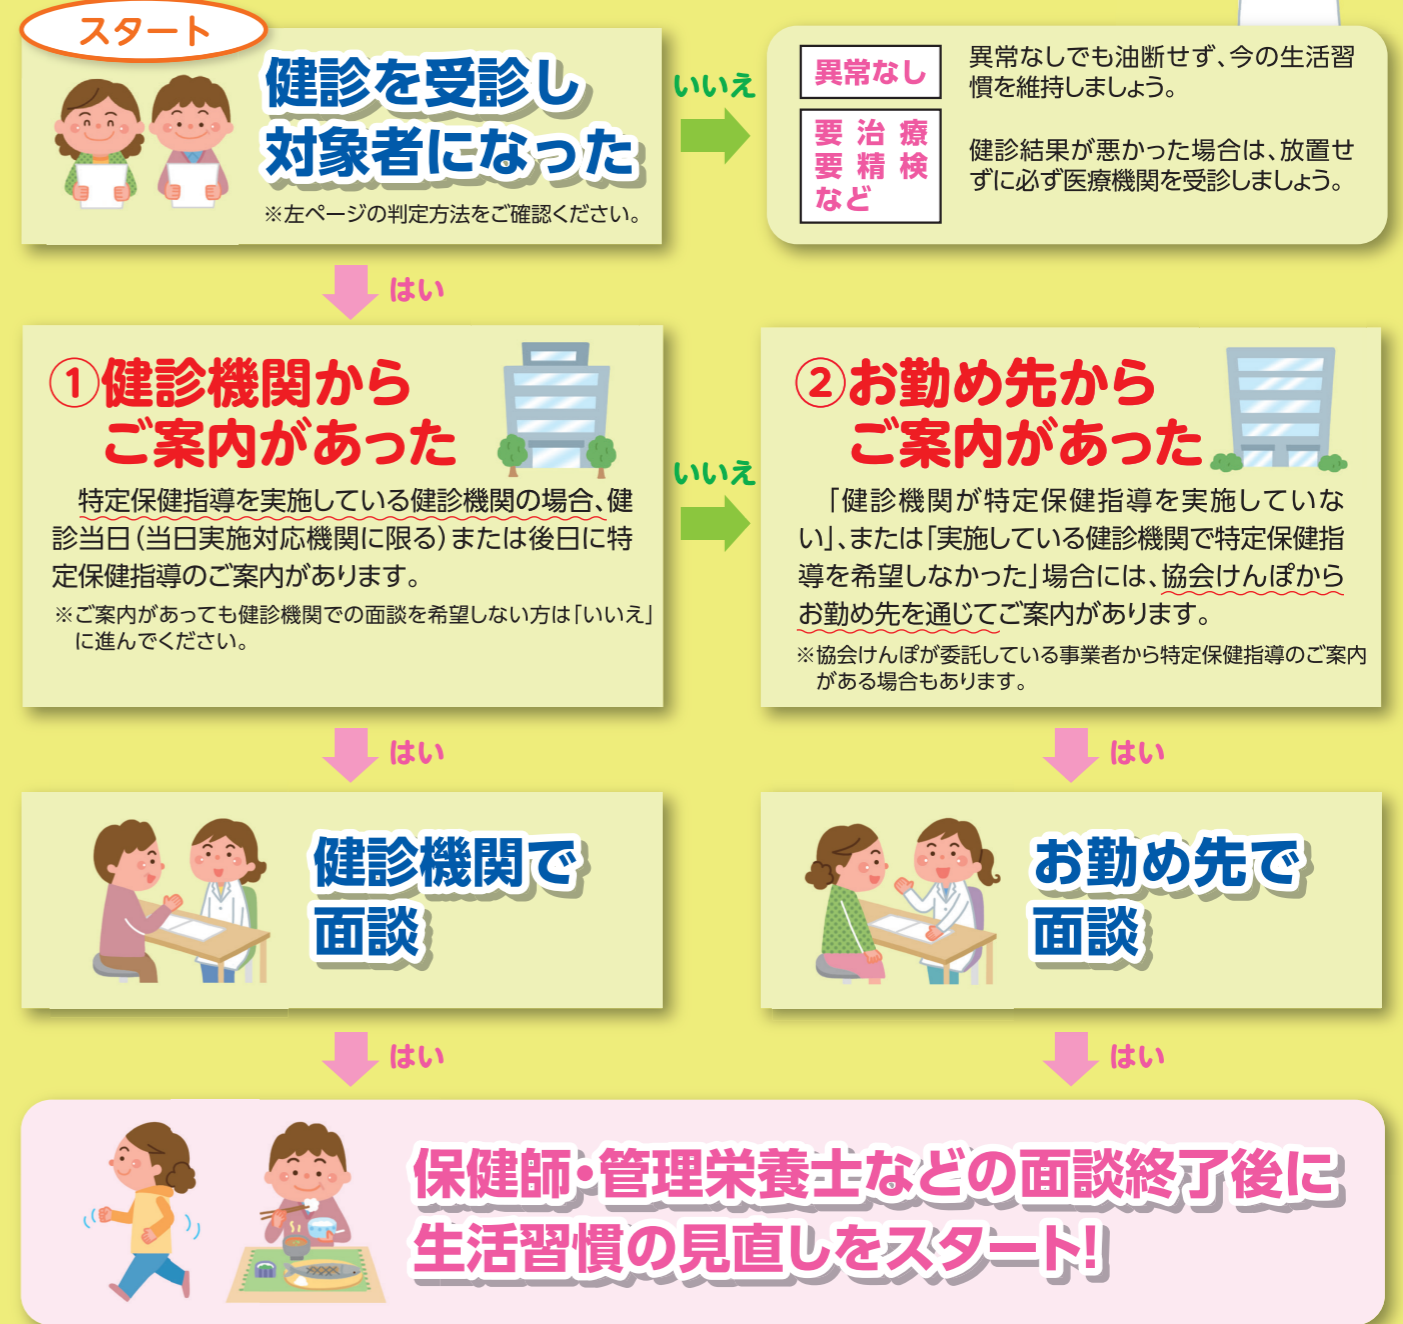 スタート
健診を受診し
対象者になった
※左ページの判定方法をご確認ください。
いいえ
異常なし
異常なしでも油断せず、今の生活習
慣を維持しましょう。
要治療
要精検
など
健診結果が悪かった場合は、放置せ
ずに必ず医療機関を受診しましょう。
はい
①健診機関から
ご案内があった
特定保健指導を実施している健診機関の場合、健
診当日(当日実施対応機関に限る)または後日に特
定保健指導のご案内があります。
※ご案内があっても健診機関での面談を希望しない方は「いいえ」
に進んでください。
いいえ
②お勤め先から
ご案内があった
「健診機関が特定保健指導を実施していな
い」、または「実施している健診機関で特定保健指
導を希望しなかった」場合には、協会けんぽから
お勤め先を通じてご案内があります。
※協会けんぽが委託している事業者から特定保健指導のご案内
がある場合もあります。
はい
はい
健診機関で
面談
お勤め先で
面談
はい
はい
保健師・管理栄養士などの面談終了後に
生活習慣の見直しをスタート!